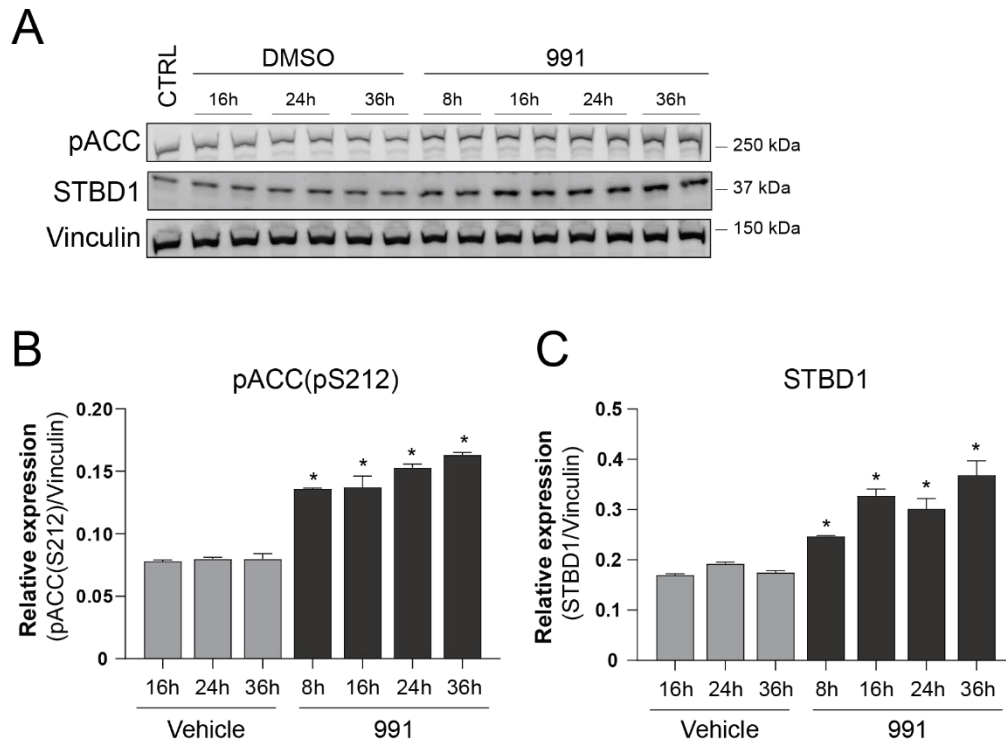 A
CTRL
DMSO
991
16h 24h 36h 8h 16h 24h 36h
pACC
250 kDa
STBD1
37 kDa
Vinculin
150 kDa
B
pACC(pS212)
Relative expression
(pACC(S212)/Vinculin)
0.20
0.15
0.10
0.05
0
* * * *
16h 24h 36h 8h 16h 24h 36h
Vehicle 991
C
STBD1
Relative expression
(STBD1/Vinculin)
0.5
0.4
0.3
0.2
0.1
0
* * * *
16h 24h 36h 8h 16h 24h 36h
Vehicle 991